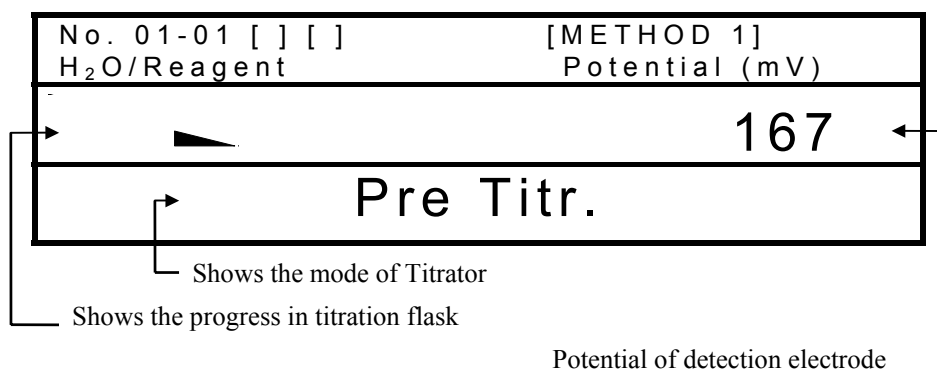 No. 01-01 [ ] [ ] [METHOD 1]
H₂O/Reagent Potential (mV)
167
Pre Titr.
Shows the mode of Titrator
Shows the progress in titration flask
Potential of detection electrode